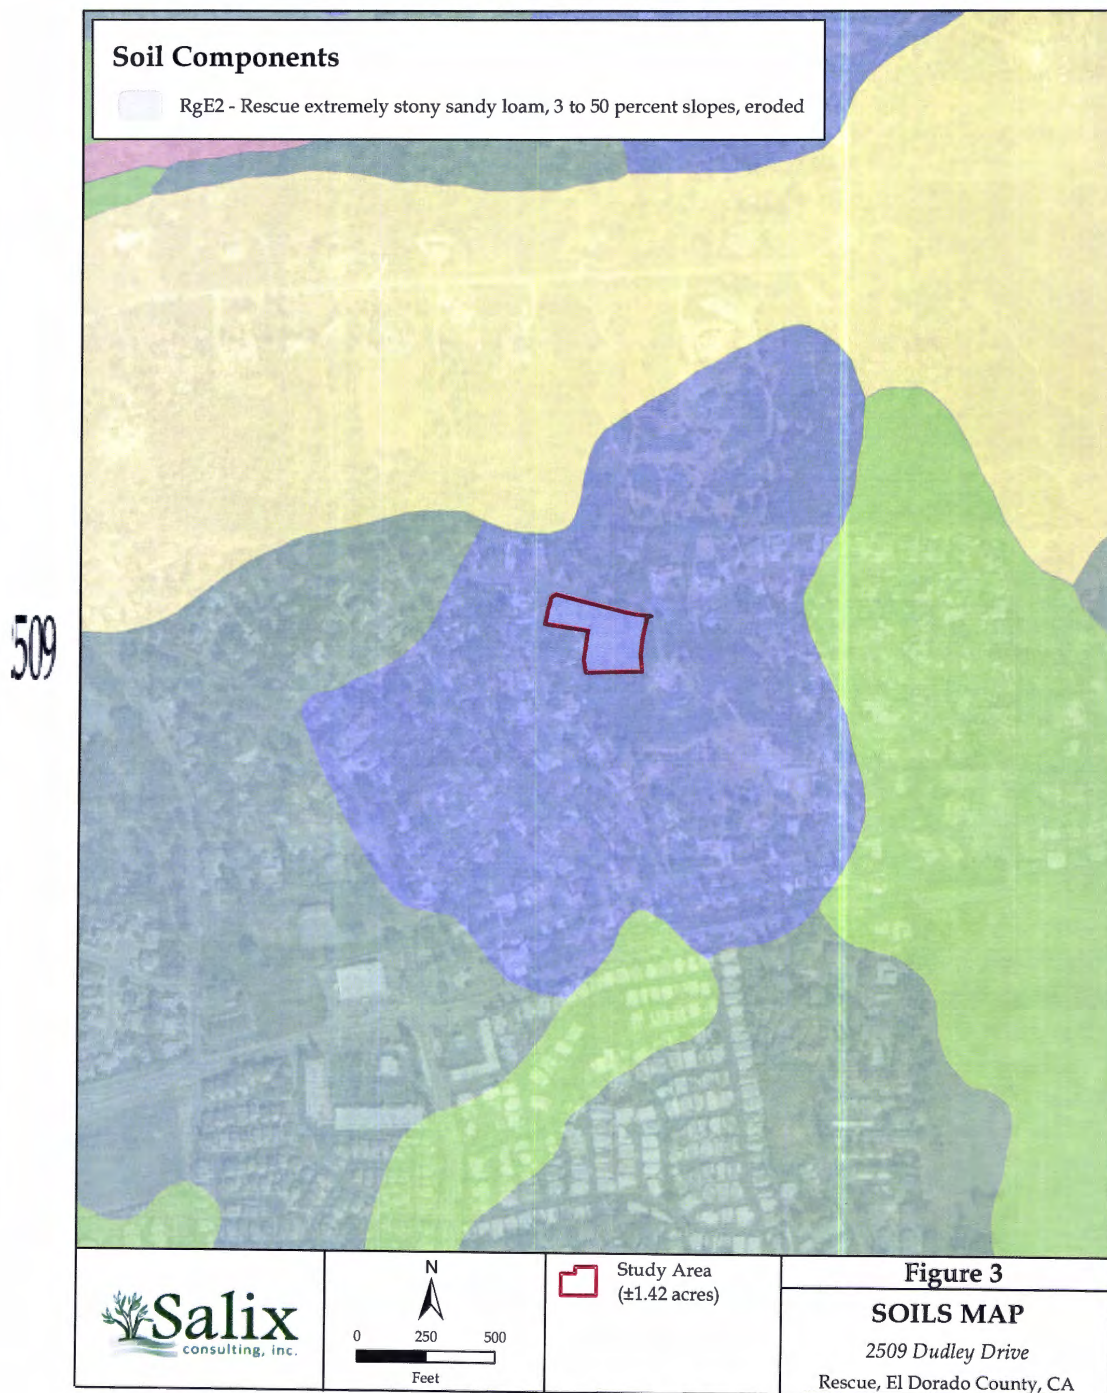 Soil Components
RgE2 - Rescue extremely stony sandy loam, 3 to 50 percent slopes, eroded
509
Salix
consulting, inc.
N
0 250 500
Feet
Study Area
(±1.42 acres)
Figure 3
SOILS MAP
2509 Dudley Drive
Rescue, El Dorado County, CA